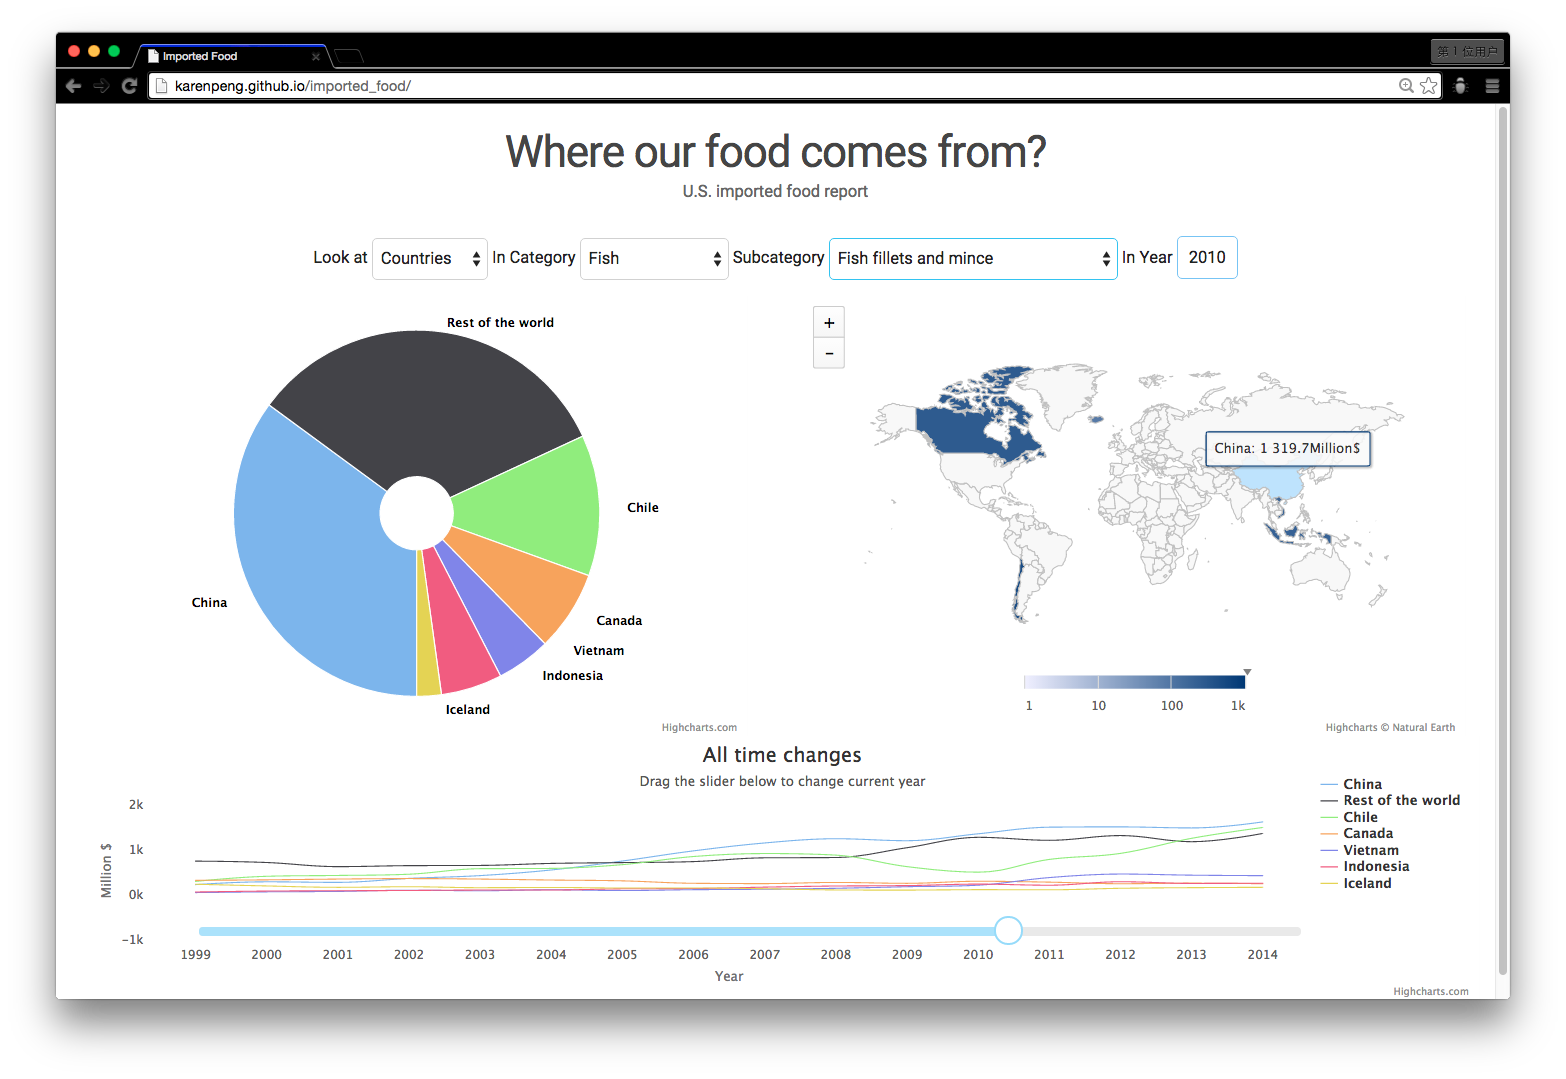 Imported Food
第 1 位用户
karenpeng.github.io/imported_food/
Where our food comes from?
U.S. imported food report
Look at Countries In Category Fish Subcategory Fish fillets and mince In Year 2010
Rest of the world
Chile
China
Canada
Vietnam
Indonesia
Iceland
Highcharts.com
+
-
China: 1 319.7Million$
1 10 100 1k
Highcharts © Natural Earth
All time changes
Drag the slider below to change current year
Million $
2k
1k
0k
-1k
1999 2000 2001 2002 2003 2004 2005 2006 2007 2008 2009 2010 2011 2012 2013 2014
Year
China
Rest of the world
Chile
Canada
Vietnam
Indonesia
Iceland
Highcharts.com